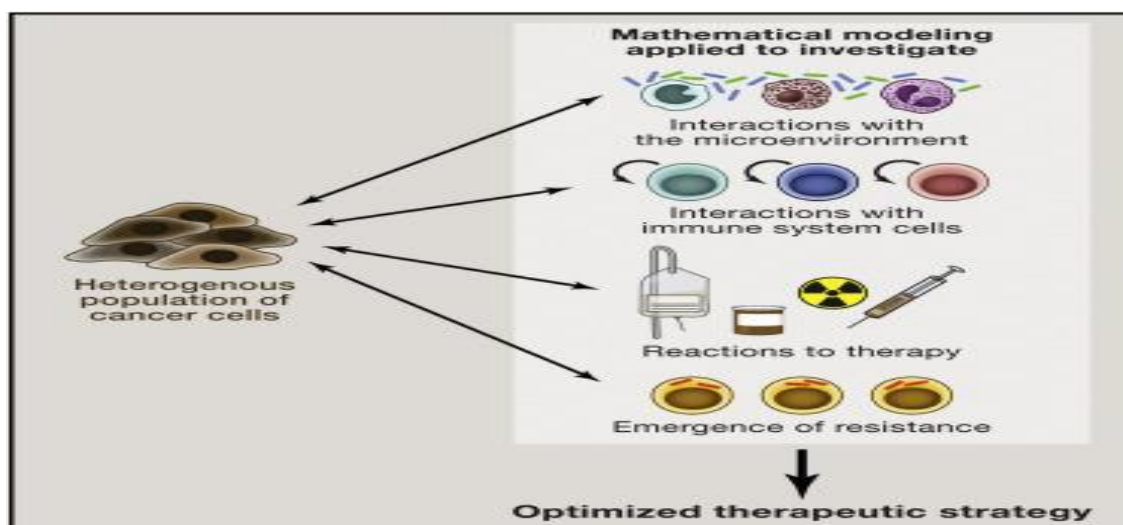 Mathematical modeling
applied to investigate
Interactions with
the microenvironment
Interactions with
immune system cells
Heterogenous
population of
cancer cells
Reactions to therapy
Emergence of resistance
Optimized therapeutic strategy